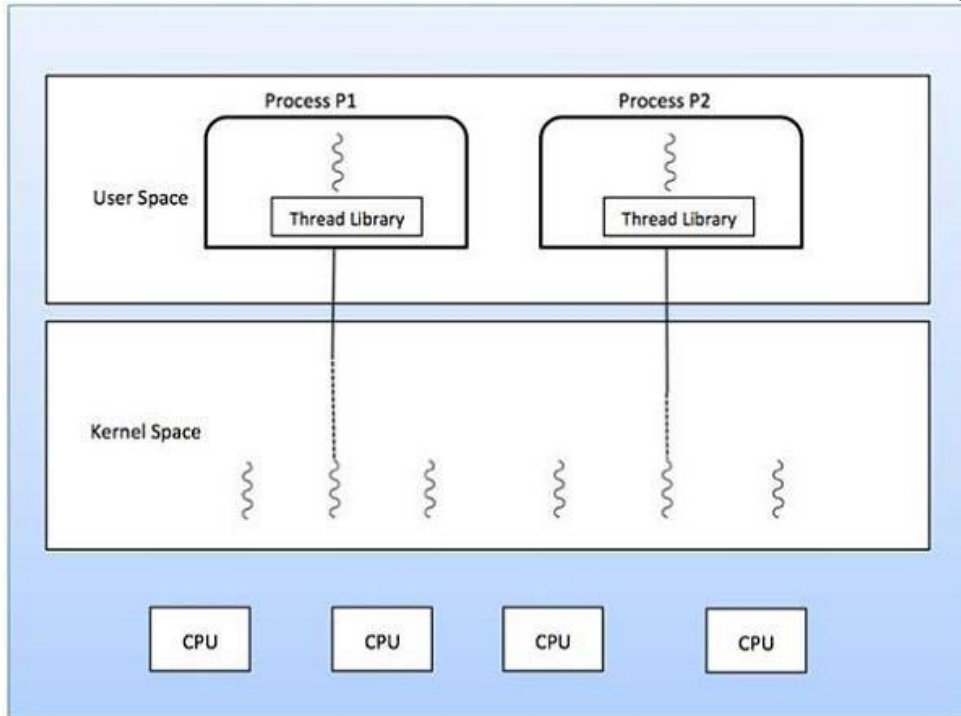 Process P1
Process P2
User Space
Thread Library
Thread Library
Kernel Space
CPU
CPU
CPU
CPU